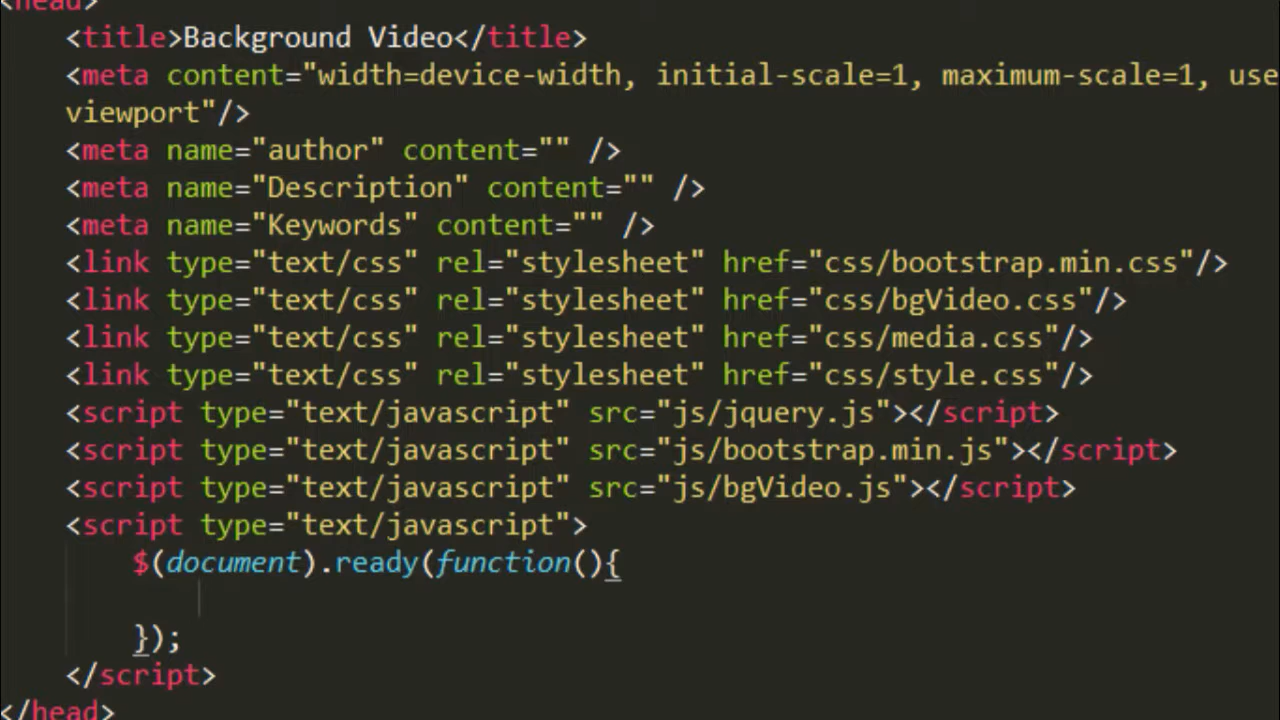 <head>
<title>Background Video</title>
<meta content="width=device-width, initial-scale=1, maximum-scale=1, use
viewport"/>
<meta name="author" content="" />
<meta name="Description" content="" />
<meta name="Keywords" content="" />
<link type="text/css" rel="stylesheet" href="css/bootstrap.min.css"/>
<link type="text/css" rel="stylesheet" href="css/bgVideo.css"/>
<link type="text/css" rel="stylesheet" href="css/media.css"/>
<link type="text/css" rel="stylesheet" href="css/style.css"/>
<script type="text/javascript" src="js/jquery.js"></script>
<script type="text/javascript" src="js/bootstrap.min.js"></script>
<script type="text/javascript" src="js/bgVideo.js"></script>
<script type="text/javascript">
$(document).ready(function(){
});
</script>
</head>